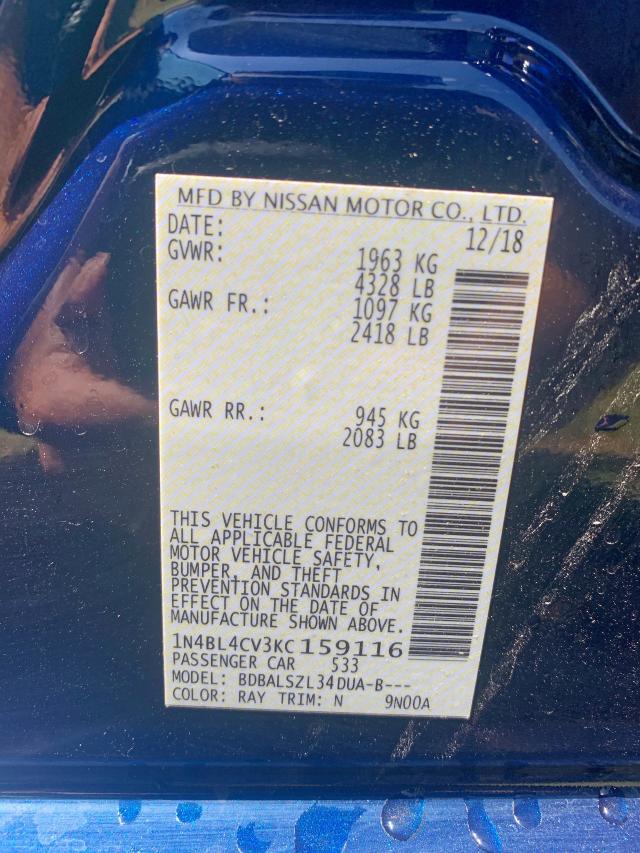 MFD BY NISSAN MOTOR CO., LTD.
DATE: 12/18
GVWR: 1963 KG
4328 LB
GAWR FR.: 1097 KG
2418 LB
GAWR RR.: 945 KG
2083 LB
THIS VEHICLE CONFORMS TO
ALL APPLICABLE FEDERAL
MOTOR VEHICLE SAFETY,
BUMPER, AND THEFT
PREVENTION STANDARDS IN
EFFECT ON THE DATE OF
MANUFACTURE SHOWN ABOVE.
1N4BL4CV3KC159116
PASSENGER CAR 533
MODEL: BDBALSZL34DUA-B---
COLOR: RAY TRIM: N 9N00A